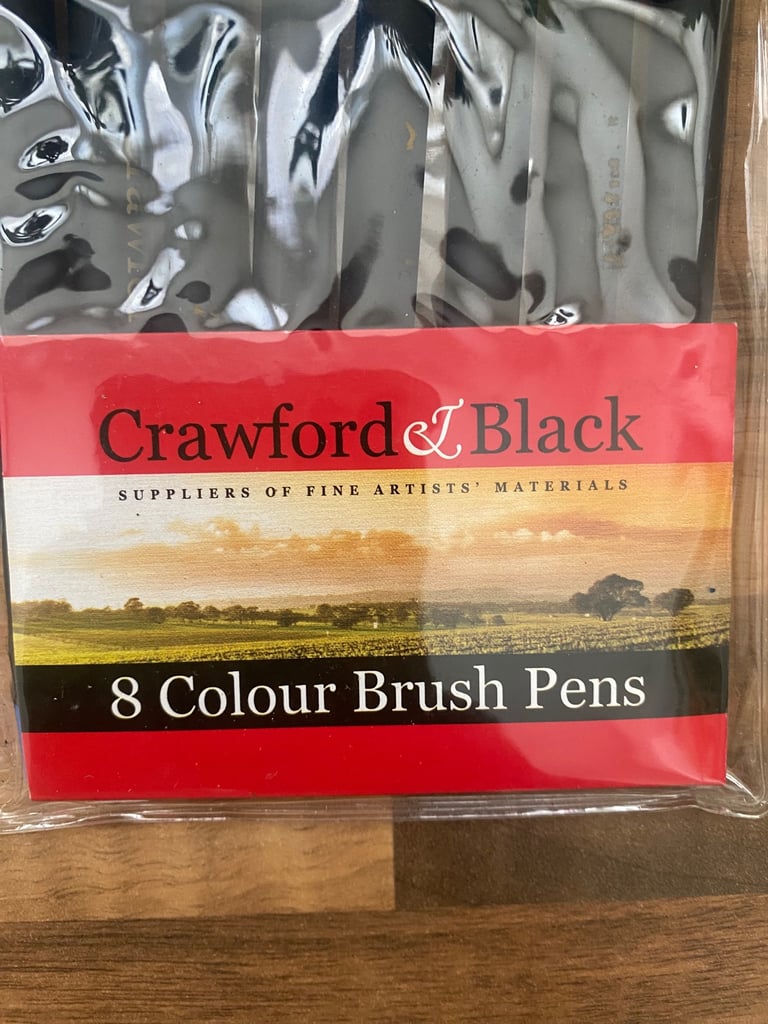 Crawford & Black
SUPPLIERS OF FINE ARTISTS' MATERIALS
8 Colour Brush Pens